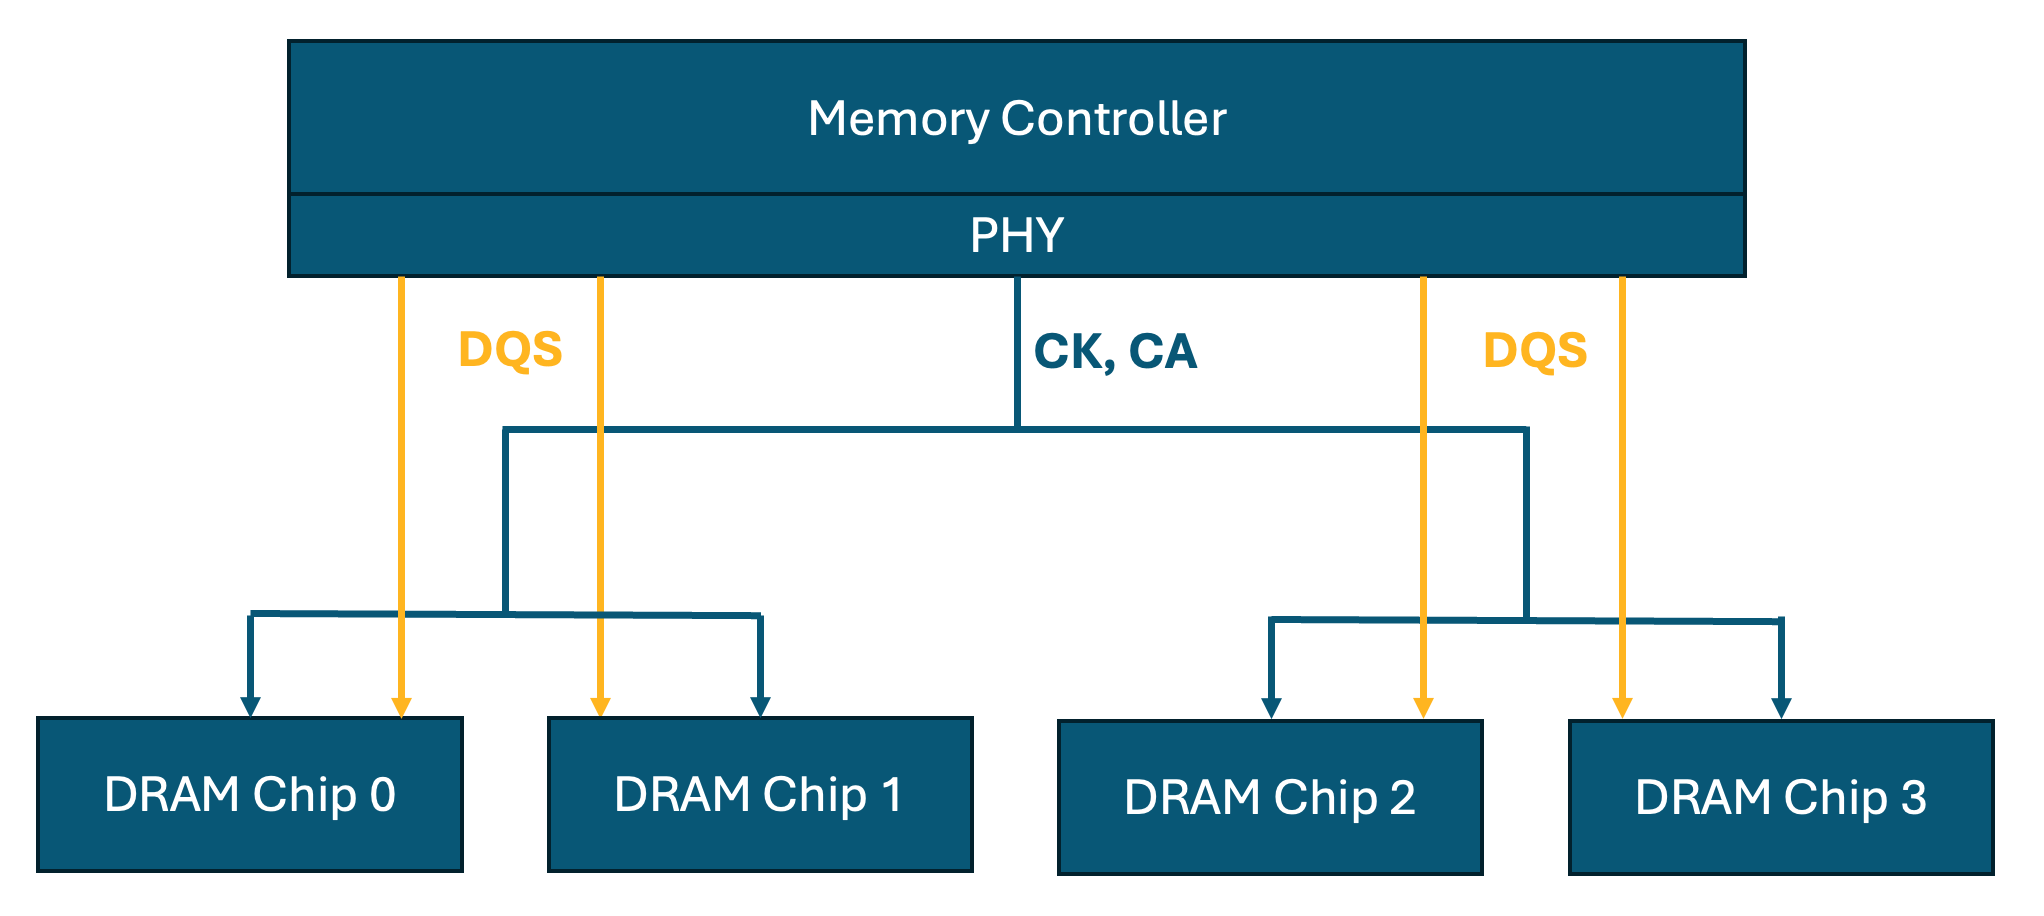 Memory Controller
PHY
DQS
CK, CA
DQS
DRAM Chip 0
DRAM Chip 1
DRAM Chip 2
DRAM Chip 3